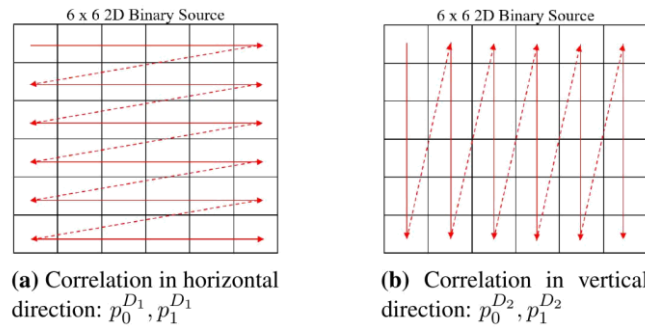 6 x 6 2D Binary Source
(a) Correlation in horizontal
direction: $p_0^{D_1}, p_1^{D_1}$
6 x 6 2D Binary Source
(b) Correlation in vertical
direction: $p_0^{D_2}, p_1^{D_2}$